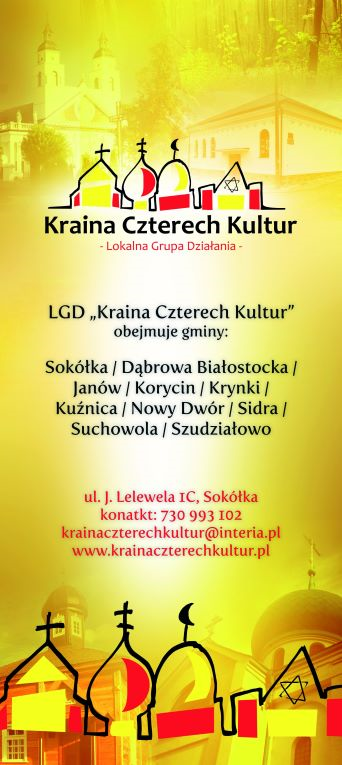 Kraina Czterech Kultur
- Lokalna Grupa Działania -
LGD „Kraina Czterech Kultur”
obejmuje gminy:
Sokółka / Dąbrowa Białostocka /
Janów / Korycin / Krynki /
Kuźnica / Nowy Dwór / Sidra /
Suchowola / Szudziałowo
ul. J. Lelewela 1C, Sokółka
konatkt: 730 993 102
krainaczterechkultur@interia.pl
www.krainaczterechkultur.pl